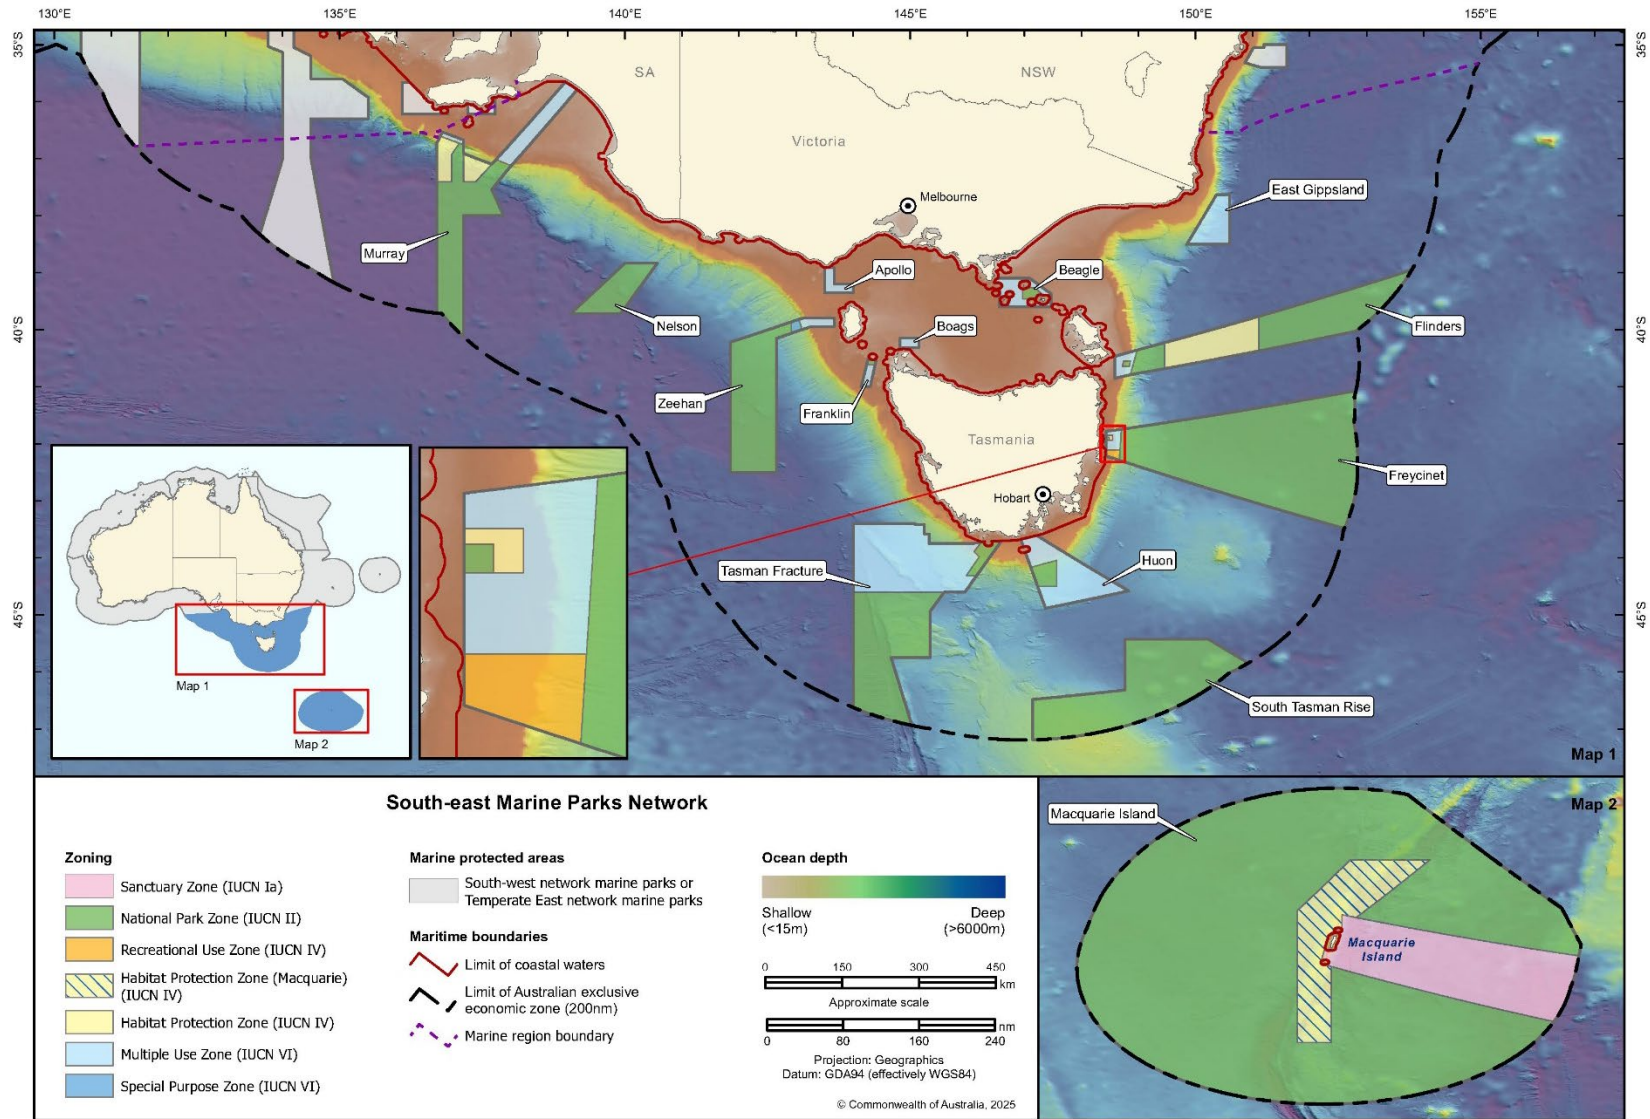 130°E
135°E
140°E
145°E
150°E
155°E
35°S
35°S
SA
NSW
Victoria
Melbourne
East Gippsland
Murray
Apollo
Beagle
Nelson
Boags
Flinders
40°S
40°S
Zeehan
Franklin
Tasmania
Freycinet
Hobart
Tasman Fracture
Huon
45°S
45°S
South Tasman Rise
Map 1
Map 2
Map 1
South-east Marine Parks Network
Zoning
Sanctuary Zone (IUCN Ia)
National Park Zone (IUCN II)
Recreational Use Zone (IUCN IV)
Habitat Protection Zone (Macquarie)
(IUCN IV)
Habitat Protection Zone (IUCN IV)
Multiple Use Zone (IUCN VI)
Special Purpose Zone (IUCN VI)
Marine protected areas
South-west network marine parks or
Temperate East network marine parks
Maritime boundaries
Limit of coastal waters
Limit of Australian exclusive
economic zone (200nm)
Marine region boundary
Ocean depth
Shallow
(<15m)
Deep
(>6000m)
0 150 300 450
km
Approximate scale
nm
0 80 160 240
Projection: Geographics
Datum: GDA94 (effectively WGS84)
© Commonwealth of Australia, 2025
Map 2
Macquarie Island
Macquarie
Island